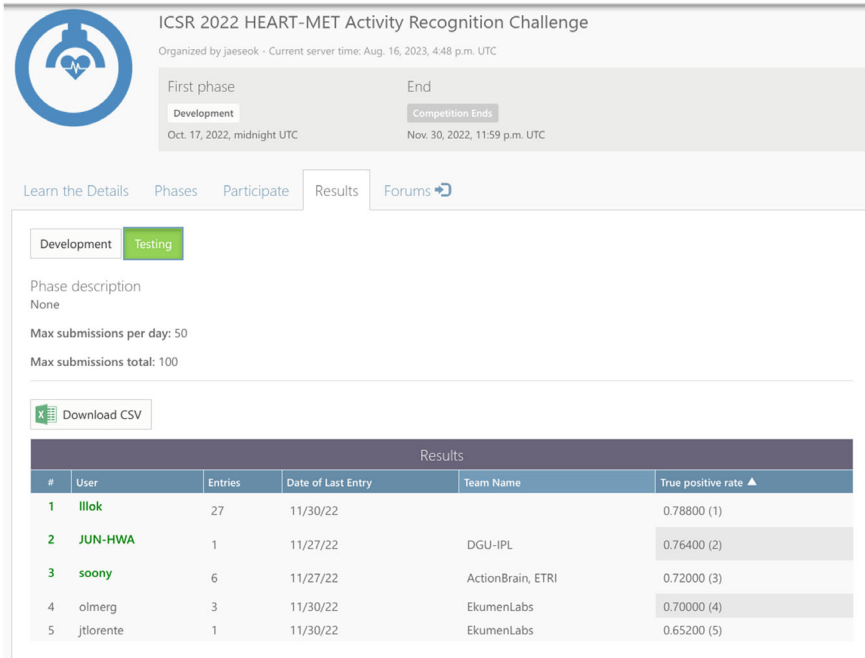 ICSR 2022 HEART-MET Activity Recognition Challenge
Organized by jaeseok - Current server time: Aug. 16, 2023, 4:48 p.m. UTC
First phase End
Development Competition Ends
Oct. 17, 2022, midnight UTC Nov. 30, 2022, 11:59 p.m. UTC
Learn the Details Phases Participate Results Forums
Development Testing
Phase description
None
Max submissions per day: 50
Max submissions total: 100
Download CSV
Results
# User Entries Date of Last Entry Team Name True positive rate ▲
1 lllok 27 11/30/22 0.78800 (1)
2 JUN-HWA 1 11/27/22 DGU-IPL 0.76400 (2)
3 soony 6 11/27/22 ActionBrain, ETRI 0.72000 (3)
4 olmerg 3 11/30/22 EkumenLabs 0.70000 (4)
5 jtlorente 1 11/30/22 EkumenLabs 0.65200 (5)